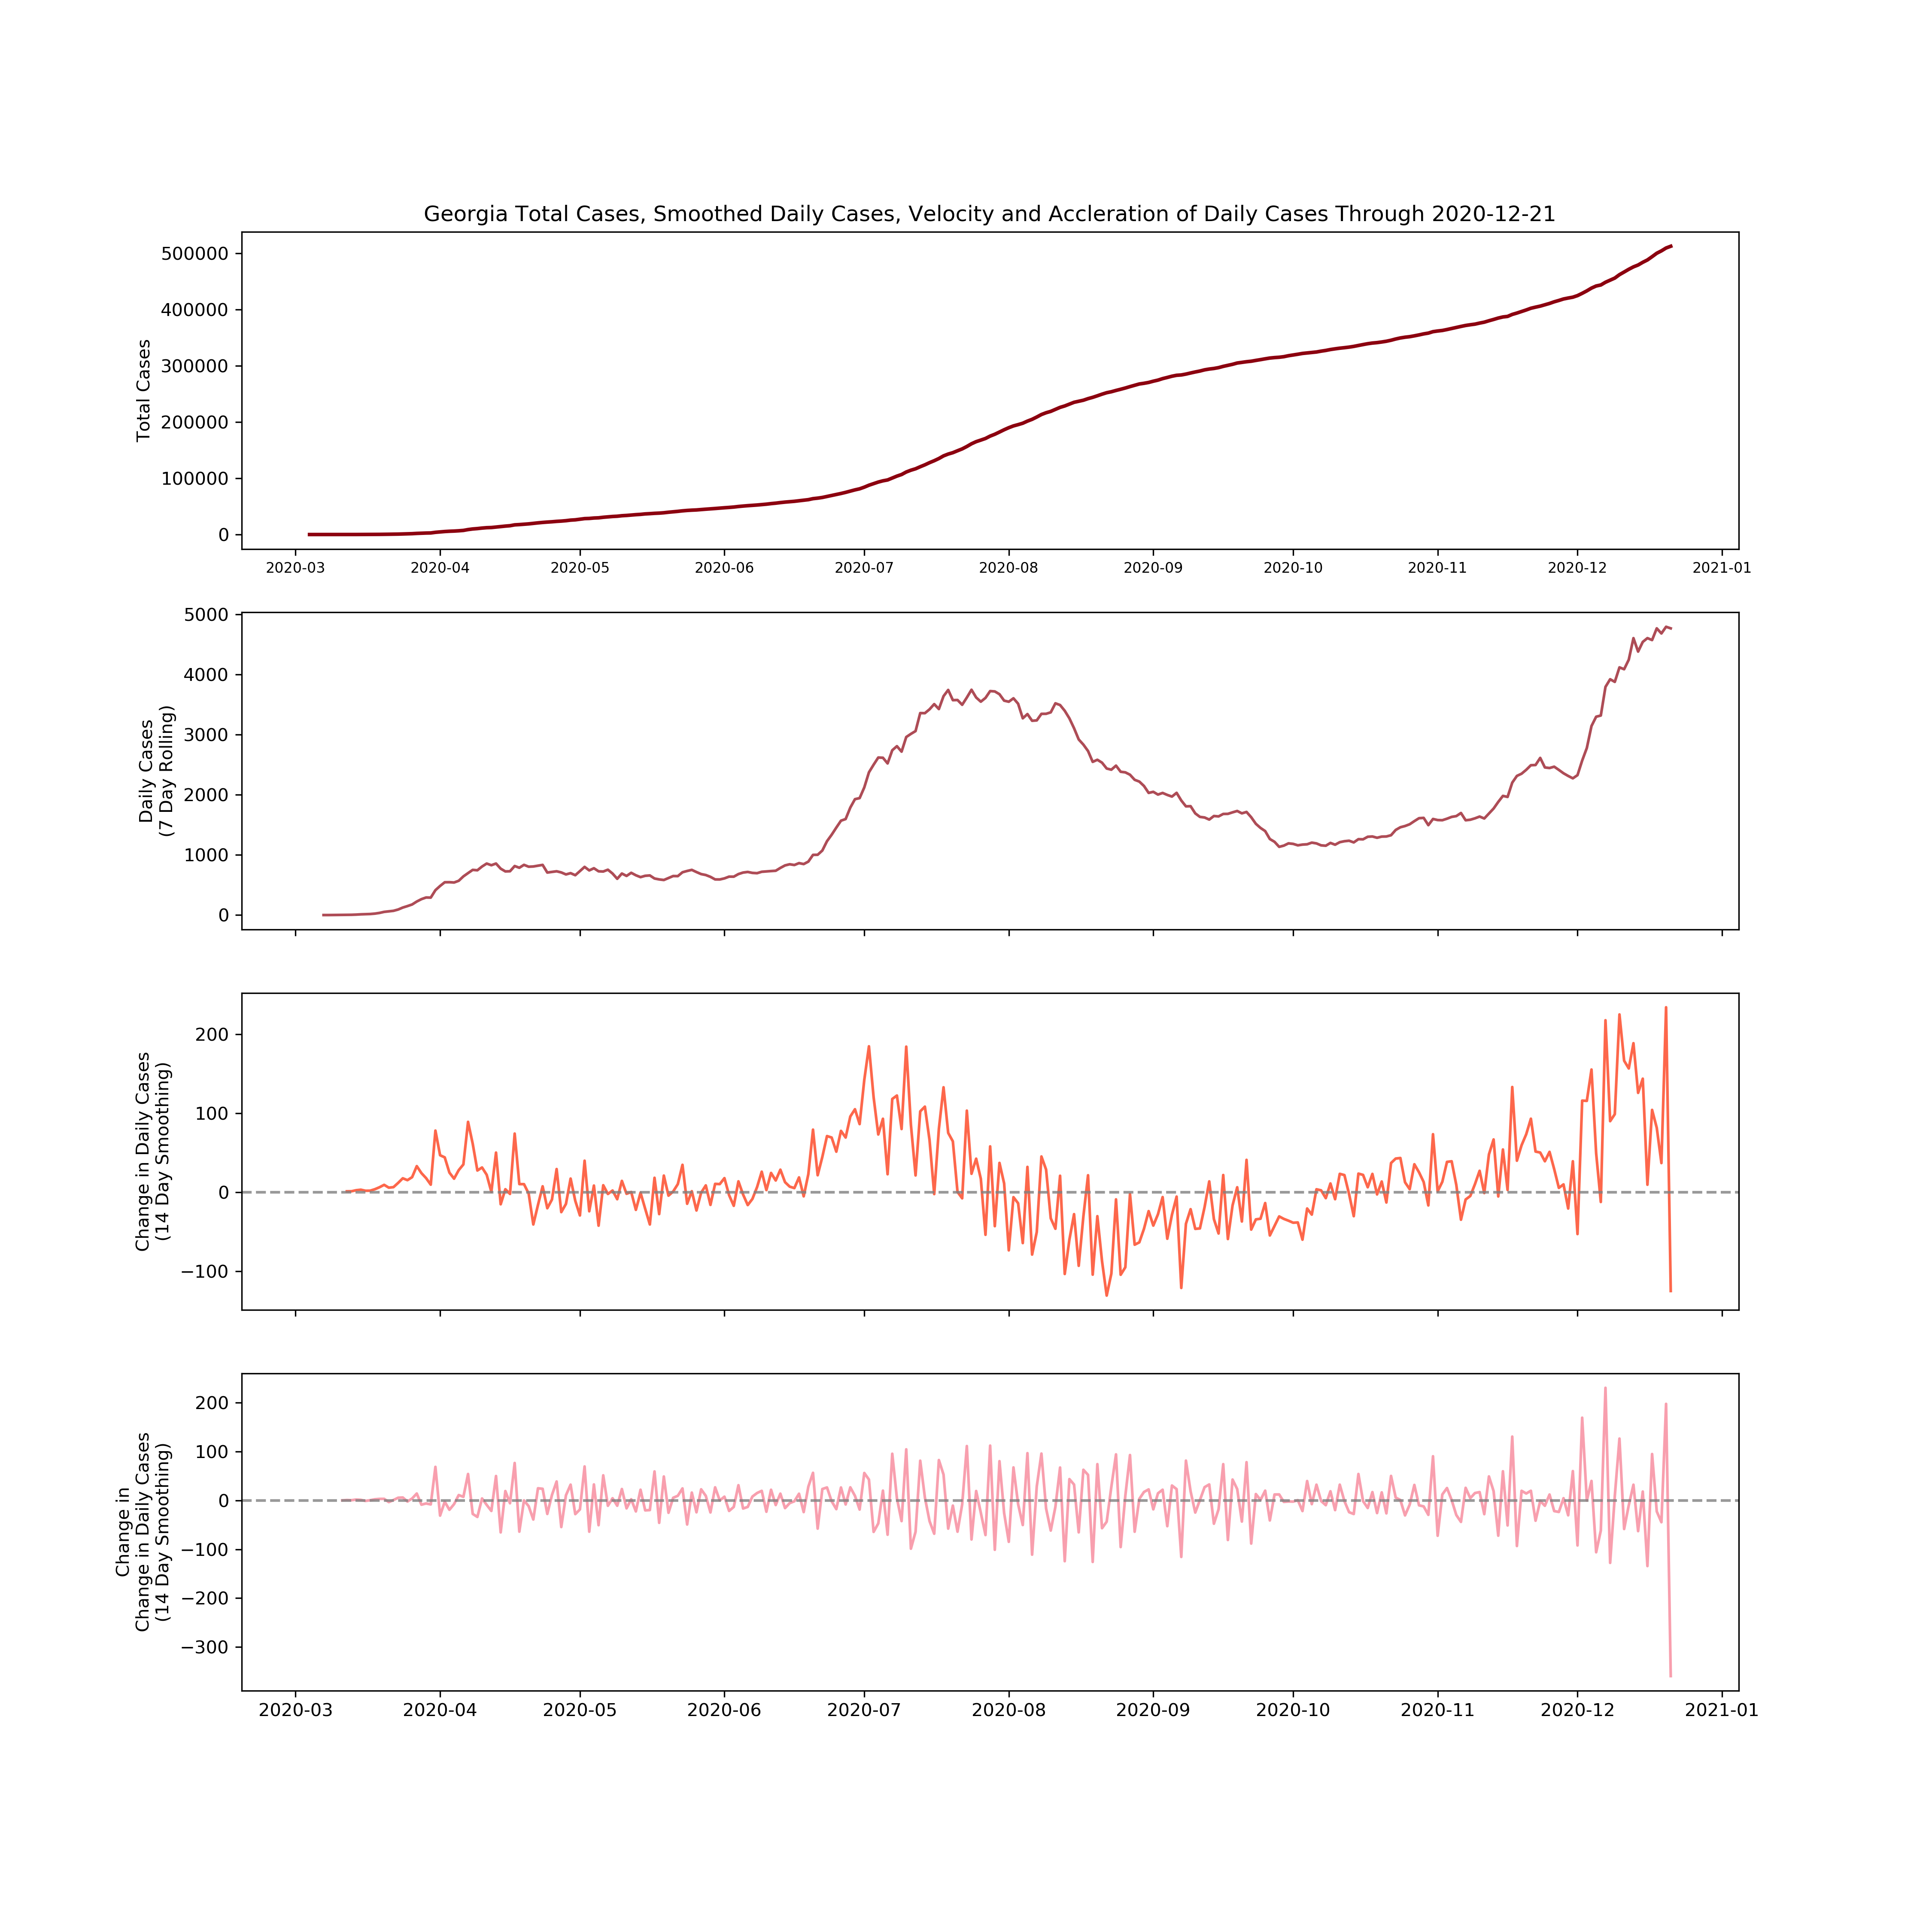 Georgia Total Cases, Smoothed Daily Cases, Velocity and Accleration of Daily Cases Through 2020-12-21
Total Cases
500000
400000
300000
200000
100000
0
2020-03 2020-04 2020-05 2020-06 2020-07 2020-08 2020-09 2020-10 2020-11 2020-12 2021-01
Daily Cases
(7 Day Rolling)
5000
4000
3000
2000
1000
0
Change in Daily Cases
(14 Day Smoothing)
200
100
0
−100
Change in
Change in Daily Cases
(14 Day Smoothing)
200
100
0
−100
−200
−300
2020-03 2020-04 2020-05 2020-06 2020-07 2020-08 2020-09 2020-10 2020-11 2020-12 2021-01